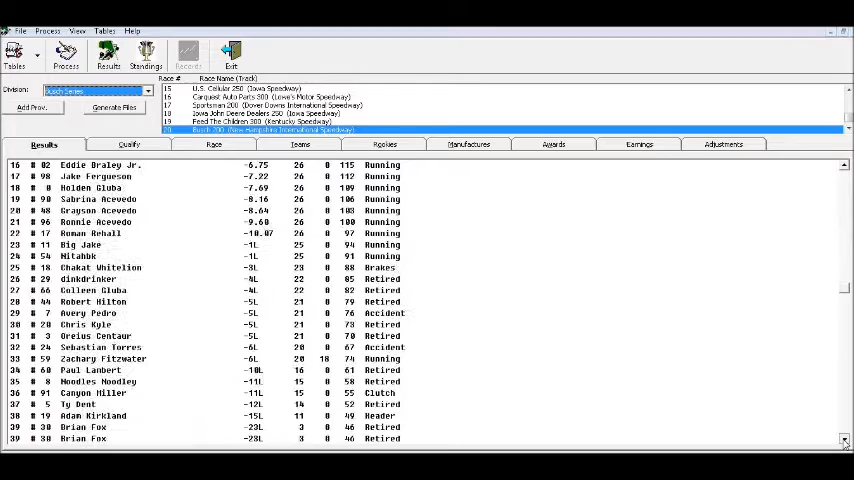 File Process View Tables Help
Tables Process Results Standings Records Exit
Race # Race Name (Track)
Division: Busch Series
15 U.S. Cellular 250 (Iowa Speedway)
16 Carquest Auto Parts 300 (Lowe's Motor Speedway)
17 Sportsman 200 (Dover Downs International Speedway)
18 Iowa John Deere Dealers 250 (Iowa Speedway)
19 Feed The Children 300 (Kentucky Speedway)
20 Busch 200 (New Hampshire International Speedway)
Add Prov. Generate Files
Results Qualify Race Teams Rookies Manufactures Awards Earnings Adjustments
16 # 02 Eddie Braley Jr. -6.75 26 0 115 Running
17 # 98 Jake Ferguson -7.22 26 0 112 Running
18 # 0 Holden Gluba -7.69 26 0 109 Running
19 # 90 Sabrina Acevedo -8.16 26 0 106 Running
20 # 48 Grayson Acevedo -8.64 26 0 103 Running
21 # 96 Ronnie Acevedo -9.60 26 0 100 Running
22 # 17 Roman Rehall -10.07 26 0 97 Running
23 # 11 Big Jake -1L 25 0 94 Running
24 # 54 Nitahbk -1L 25 0 91 Running
25 # 18 Chakat Whitelion -3L 23 0 88 Brakes
26 # 29 dinkdrinker -4L 22 0 85 Retired
27 # 66 Colleen Gluba -4L 22 0 82 Retired
28 # 44 Robert Hilton -5L 21 0 79 Retired
29 # 7 Avery Pedro -5L 21 0 76 Accident
30 # 20 Chris Kyle -5L 21 0 73 Retired
31 # 3 Oreius Centaur -5L 21 0 70 Retired
32 # 24 Sebastian Torres -6L 20 0 67 Accident
33 # 59 Zachary Fitzwater -6L 20 18 74 Running
34 # 60 Paul Lambert -10L 16 0 61 Retired
35 # 8 Noodles Noodley -11L 15 0 58 Retired
36 # 91 Canyon Miller -11L 15 0 55 Clutch
37 # 5 Ty Dent -12L 14 0 52 Retired
38 # 19 Adam Kirkland -15L 11 0 49 Header
39 # 30 Brian Fox -23L 3 0 46 Retired
39 # 30 Brian Fox -23L 3 0 46 Retired